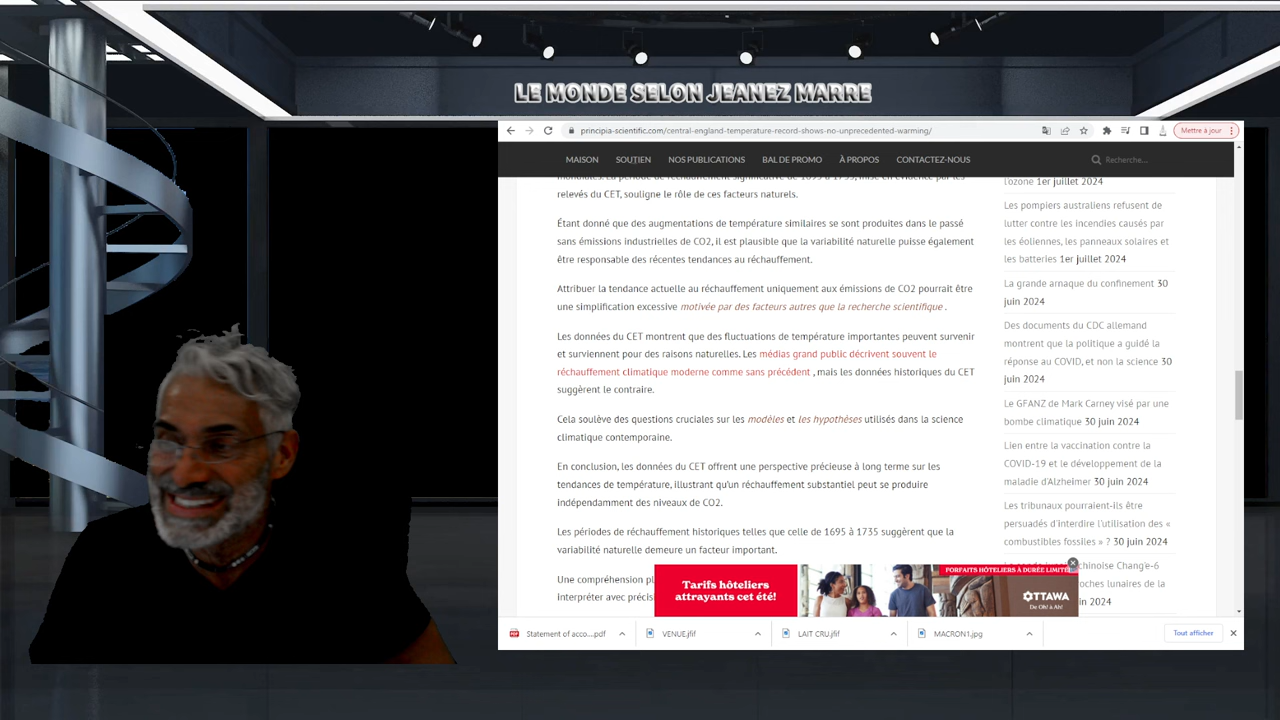 LE MONDE SELON JEANEZ MARRE
principia-scientific.com/central-england-temperature-record-shows-no-unprecedented-warming/
Mettre à jour
MAISON SOUTIEN NOS PUBLICATIONS BAL DE PROMO À PROPOS CONTACTEZ-NOUS Recherche...
relevés du CET, souligne le rôle de ces facteurs naturels.
Étant donné que des augmentations de température similaires se sont produites dans le passé
sans émissions industrielles de CO2, il est plausible que la variabilité naturelle puisse également
être responsable des récentes tendances au réchauffement.
Attribuer la tendance actuelle au réchauffement uniquement aux émissions de CO2 pourrait être
une simplification excessive motivée par des facteurs autres que la recherche scientifique .
Les données du CET montrent que des fluctuations de température importantes peuvent survenir
et surviennent pour des raisons naturelles. Les médias grand public décrivent souvent le
réchauffement climatique moderne comme sans précédent , mais les données historiques du CET
suggèrent le contraire.
Cela soulève des questions cruciales sur les modèles et les hypothèses utilisés dans la science
climatique contemporaine.
En conclusion, les données du CET offrent une perspective précieuse à long terme sur les
tendances de température, illustrant qu'un réchauffement substantiel peut se produire
indépendamment des niveaux de CO2.
Les périodes de réchauffement historiques telles que celle de 1695 à 1735 suggèrent que la
variabilité naturelle demeure un facteur important.
Une compréhension pl
interpréter avec précis
l'ozone 1er juillet 2024
Les pompiers australiens refusent de
lutter contre les incendies causés par
les éoliennes, les panneaux solaires et
les batteries 1er juillet 2024
La grande arnaque du confinement 30
juin 2024
Des documents du CDC allemand
montrent que la politique a guidé la
réponse au COVID, et non la science 30
juin 2024
Le GFANZ de Mark Carney visé par une
bombe climatique 30 juin 2024
Lien entre la vaccination contre la
COVID-19 et le développement de la
maladie d'Alzheimer 30 juin 2024
Les tribunaux pourraient-ils être
persuadés d'interdire l'utilisation des «
combustibles fossiles » ? 30 juin 2024
chinoise Chang'e-6
roches lunaires de la
in 2024
Tarifs hôteliers
attrayants cet été!
FORFAITS HÔTELIERS À DURÉE LIMITÉE
OTTAWA
De Oh! à Ah!
Statement of acco....pdf VENUE.jfif LAIT CRU.jfif MACRON1.jpg Tout afficher